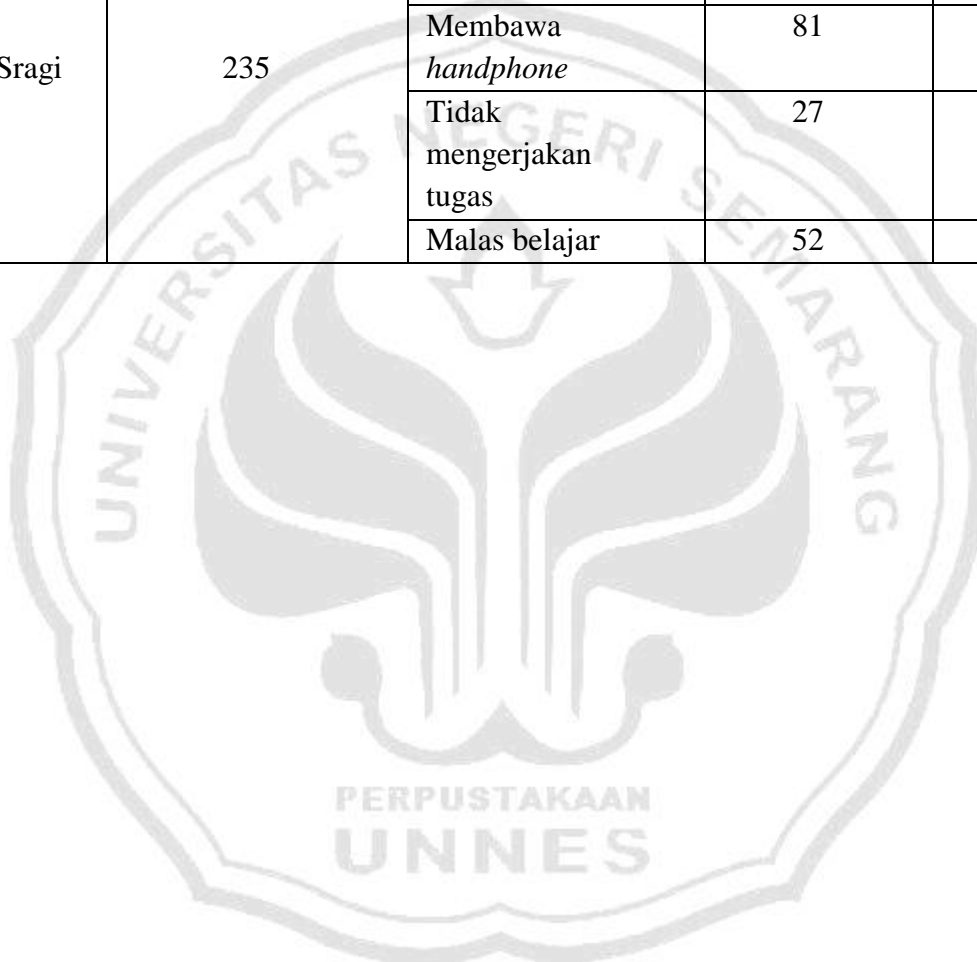 Membawa 81
Sragi 235 handphone
Tidak 27
mengerjakan
tugas
Malas belajar 52
UNIVERSITAS NEGERI SEMARANG
PERPUSTAKAAN
UNNES